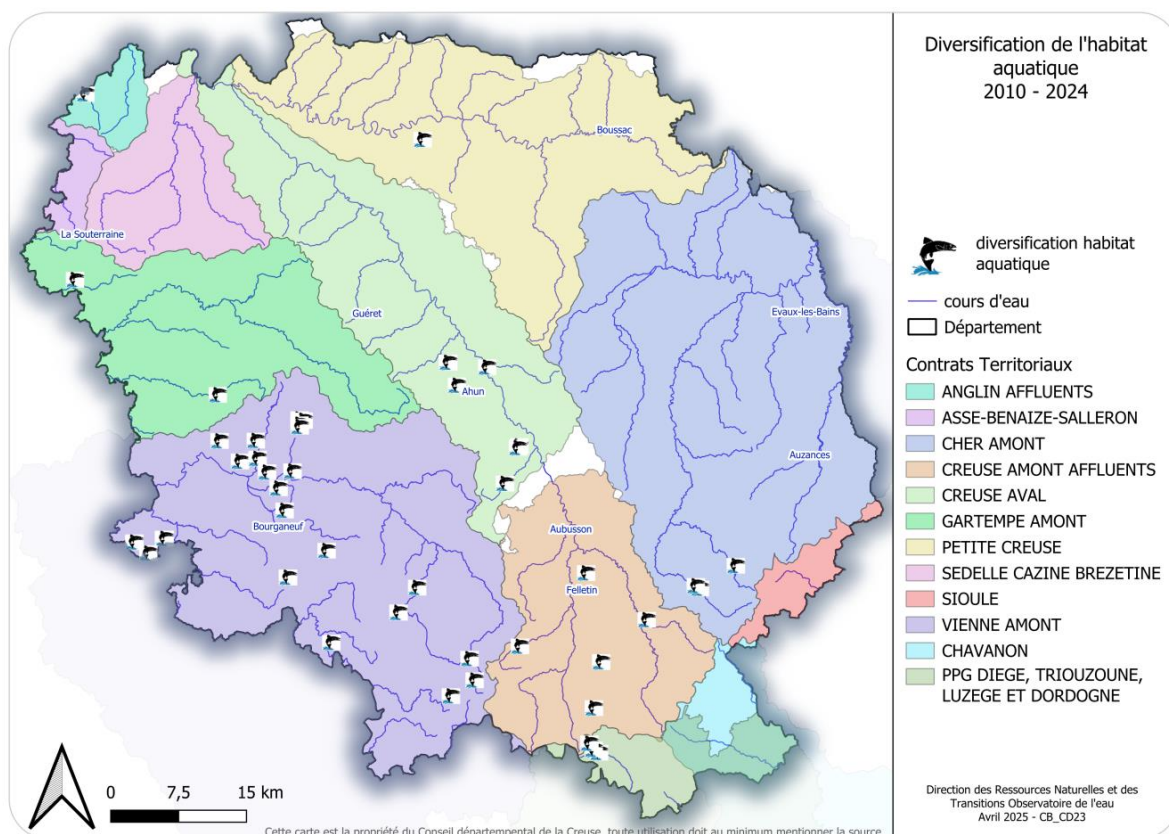 Diversification de l'habitat
aquatique
2010 - 2024
diversification habitat
aquatique
cours d'eau
Département
Contrats Territoriaux
ANGLIN AFFLUENTS
ASSE-BENAIZE-SALLERON
CHER AMONT
CREUSE AMONT AFFLUENTS
CREUSE AVAL
GARTEMPE AMONT
PETITE CREUSE
SEDELLE CAZINE BREZETINE
SIOULE
VIENNE AMONT
CHAVANON
PPG DIEGE, TRIOUZOUNE,
LUZEGE ET DORDOGNE
Boussac
La Souterraine
Guéret
Evaux-les-Bains
Ahun
Auzances
Bourganeuf
Aubusson
Felletin
0 7,5 15 km
Direction des Ressources Naturelles et des
Transitions Observatoire de l'eau
Avril 2025 - CB_CD23
Cette carte est la propriété du Conseil départempental de la Creuse, toute utilisation doit au minimum mentionner la source